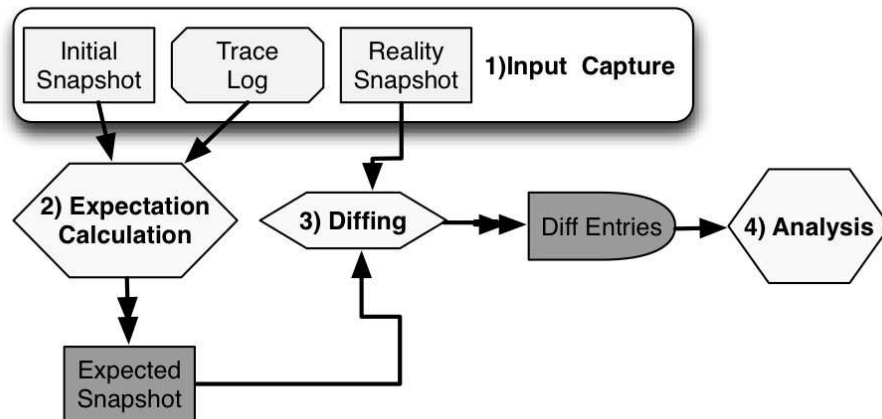 Initial
Snapshot
Trace
Log
Reality
Snapshot
1)Input Capture
2) Expectation
Calculation
3) Diffing
Diff Entries
4) Analysis
Expected
Snapshot